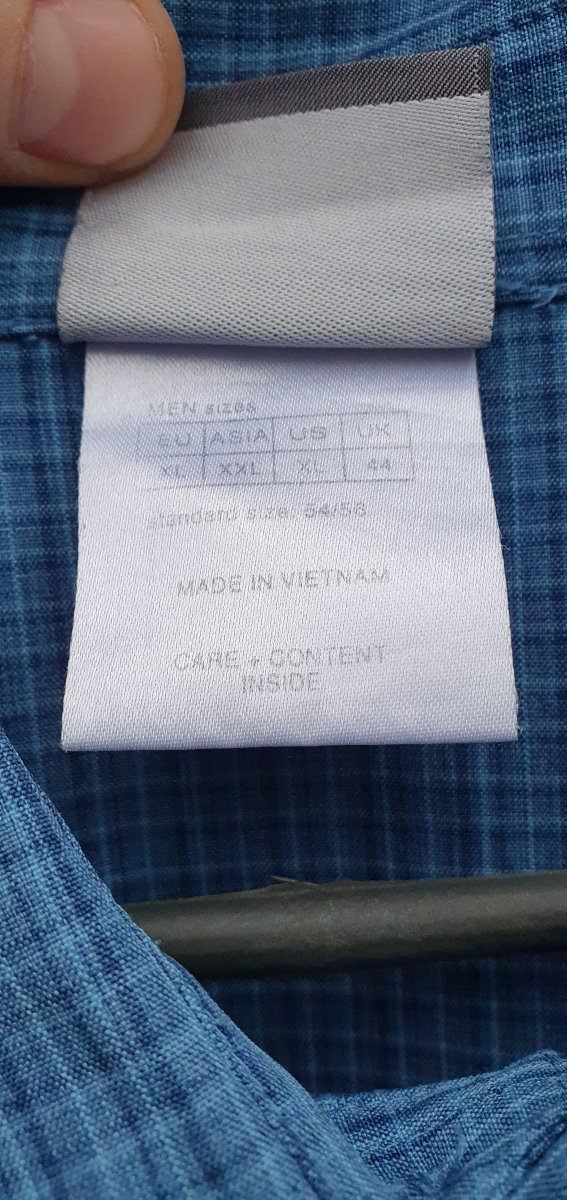 MEN sizes
EU ASIA US UK
XL XXL XL 44
standard size: 54/56
MADE IN VIETNAM
CARE + CONTENT
INSIDE